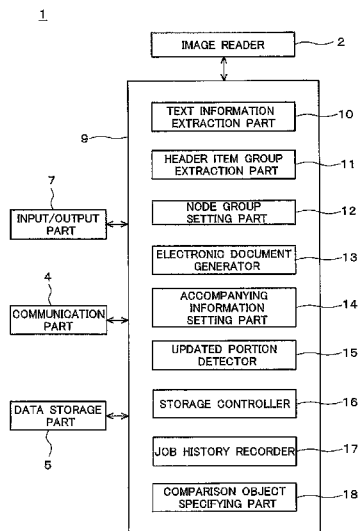 1
IMAGE READER
2
9
TEXT INFORMATION
EXTRACTION PART
10
HEADER ITEM GROUP
EXTRACTION PART
11
7
INPUT/OUTPUT
PART
NODE GROUP
SETTING PART
12
ELECTRONIC DOCUMENT
GENERATOR
13
4
COMMUNICATION
PART
ACCOMPANYING
INFORMATION
SETTING PART
14
UPDATED PORTION
DETECTOR
15
DATA STORAGE
PART
5
STORAGE CONTROLLER
16
JOB HISTORY RECORDER
17
COMPARISON OBJECT
SPECIFYING PART
18